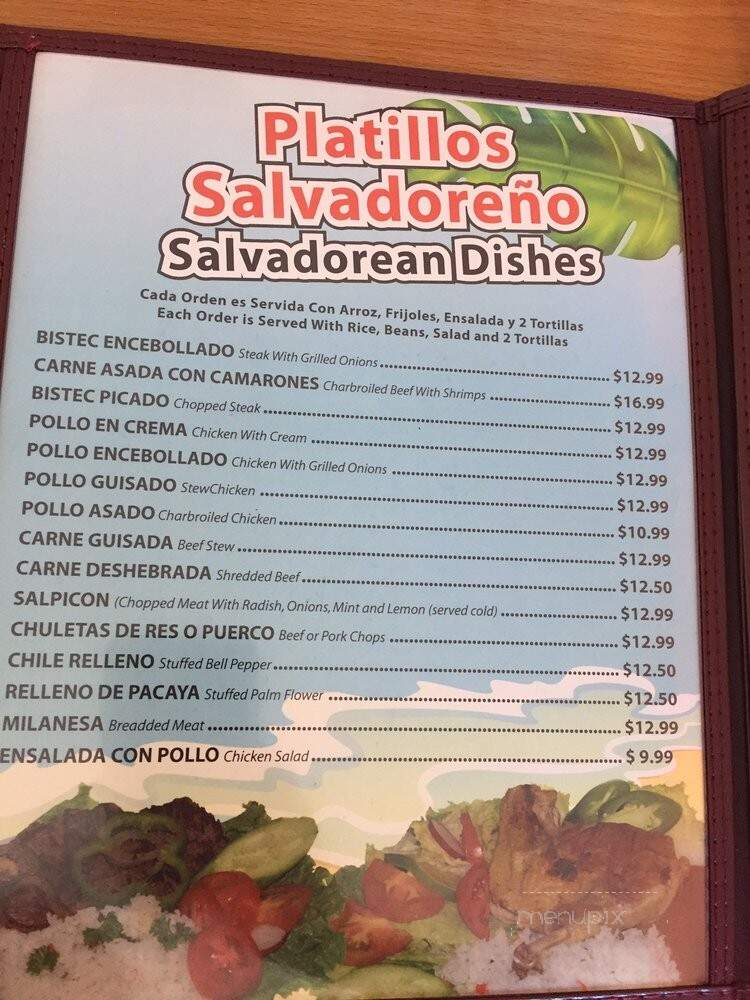 Platillos
Salvadoreño
Salvadorean Dishes
Cada Orden es Servida Con Arroz, Frijoles, Ensalada y 2 Tortillas
Each Order is Served With Rice, Beans, Salad and 2 Tortillas
BISTEC ENCEBOLLADO Steak With Grilled Onions $12.99
CARNE ASADA CON CAMARONES Charbroiled Beef With Shrimps $16.99
BISTEC PICADO Chopped Steak $12.99
POLLO EN CREMA Chicken With Cream $12.99
POLLO ENCEBOLLADO Chicken With Grilled Onions $12.99
POLLO GUISADO StewChicken $12.99
POLLO ASADO Charbroiled Chicken $10.99
CARNE GUISADA Beef Stew $12.99
CARNE DESHEBRADA Shredded Beef $12.50
SALPICON (Chopped Meat With Radish, Onions, Mint and Lemon (served cold) $12.99
CHULETAS DE RES O PUERCO Beef or Pork Chops $12.99
CHILE RELLENO Stuffed Bell Pepper $12.50
RELLENO DE PACAYA Stuffed Palm Flower $12.50
MILANESA Breadded Meat $12.99
ENSALADA CON POLLO Chicken Salad $ 9.99
menupix